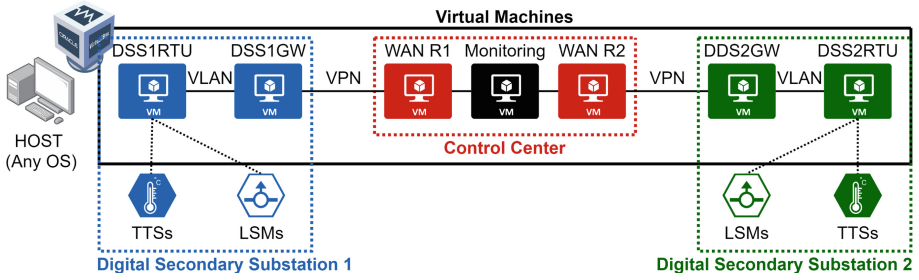 Virtual Machines
ORACLE
VirtualBox
DSS1RTU
DSS1GW
WAN R1
Monitoring
WAN R2
DDS2GW
DSS2RTU
VLAN
VPN
VPN
VLAN
VM
VM
VM
VM
VM
VM
VM
HOST
(Any OS)
Control Center
°C
°C
TTSs
LSMs
LSMs
TTSs
Digital Secondary Substation 1
Digital Secondary Substation 2